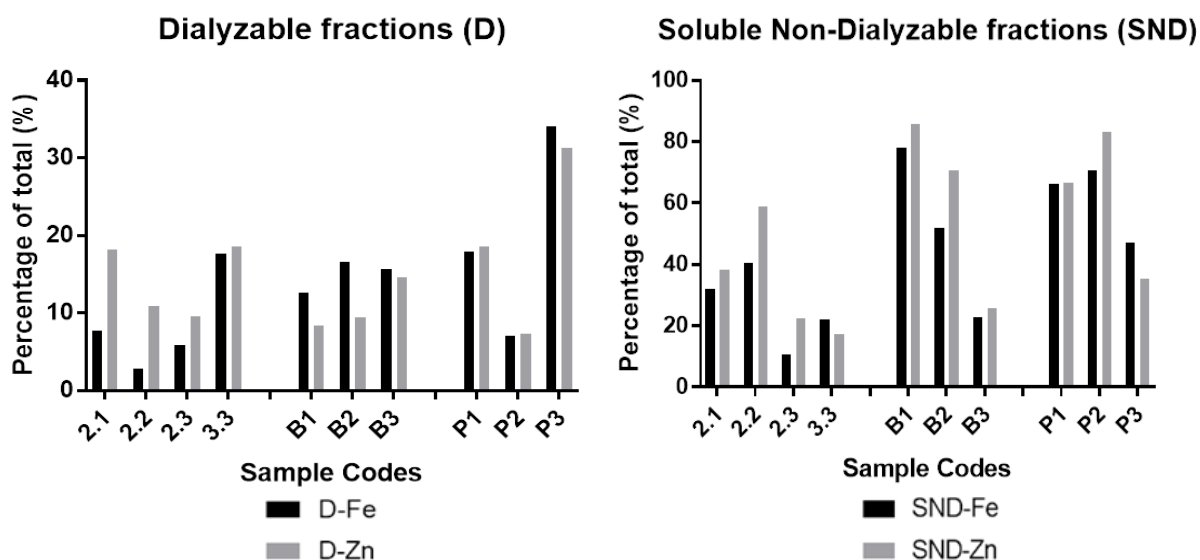 Dialyzable fractions (D)
Percentage of total (%)
40
30
20
10
0
2.1
2.2
2.3
3.3
B1
B2
B3
P1
P2
P3
Sample Codes
D-Fe
D-Zn
Soluble Non-Dialyzable fractions (SND)
Percentage of total (%)
100
80
60
40
20
0
2.1
2.2
2.3
3.3
B1
B2
B3
P1
P2
P3
Sample Codes
SND-Fe
SND-Zn